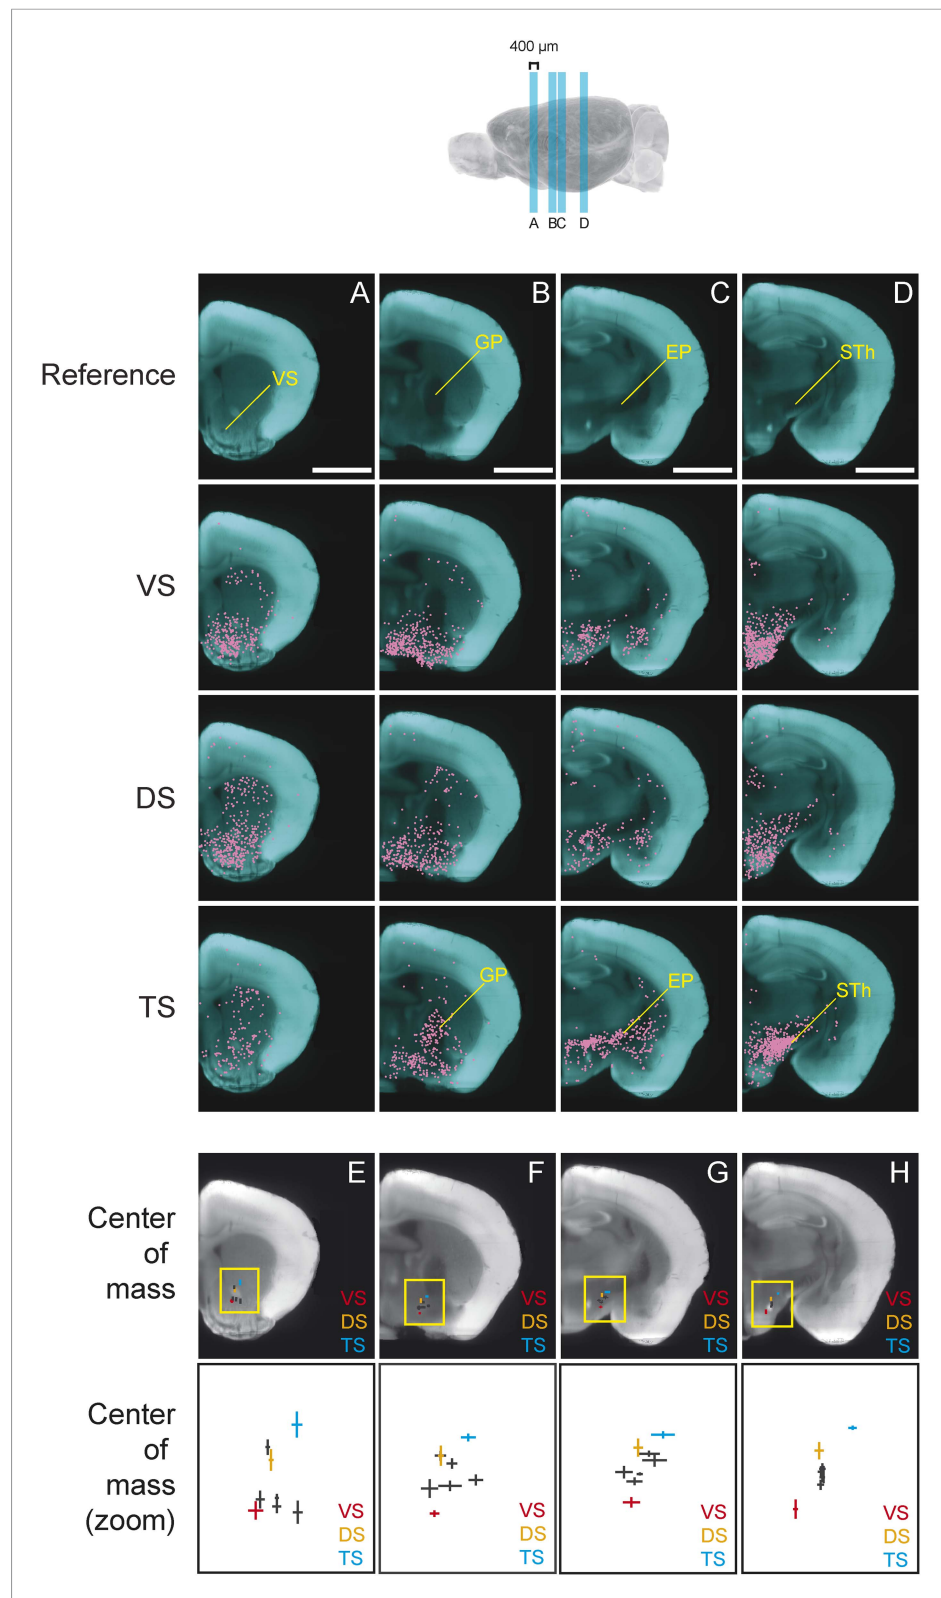 400 µm
A BC D
A B C D
Reference
VS GP EP STh
VS
DS
TS
GP EP STh
E F G H
Center
of
mass
VS VS VS VS
DS DS DS DS
TS TS TS TS
Center
of
mass
(zoom)
VS VS VS VS
DS DS DS DS
TS TS TS TS